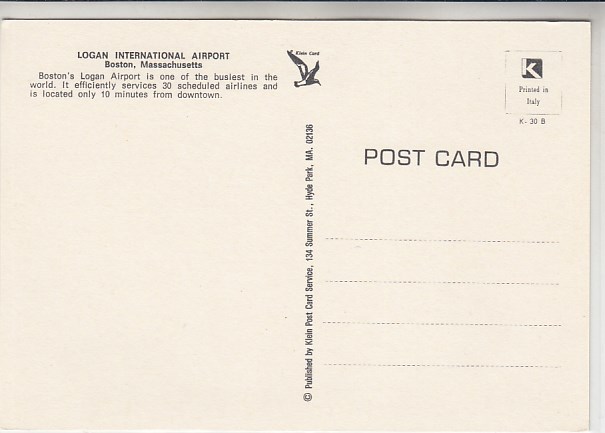 LOGAN INTERNATIONAL AIRPORT
Boston, Massachusetts
Boston's Logan Airport is one of the busiest in the
world. It efficiently services 30 scheduled airlines and
is located only 10 minutes from downtown.
Klein Card
© Published by Klein Post Card Service, 134 Summer St., Hyde Park, MA, 02136
K
Printed in
Italy
K-30 B
POST CARD